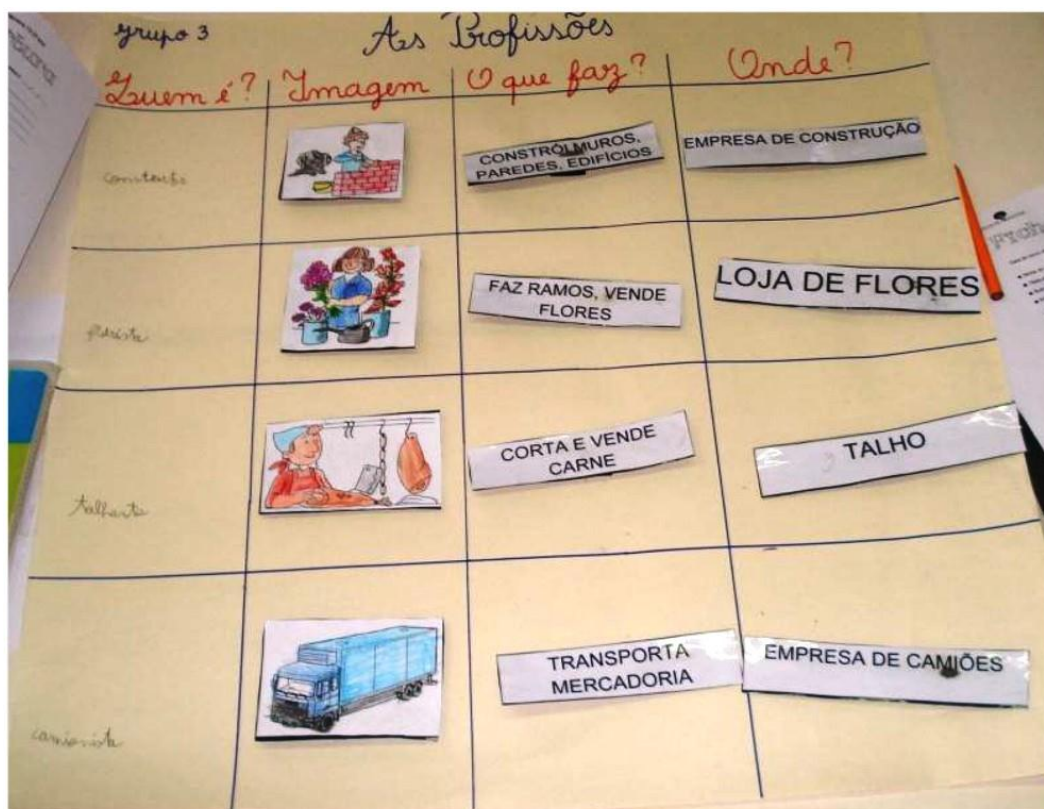 grupo 3
As Profissões
Quem é? Imagem O que faz? Onde?
CONSTRÓI MUROS,
PAREDES, EDIFÍCIOS
EMPRESA DE CONSTRUÇÃO
florista
FAZ RAMOS, VENDE
FLORES
LOJA DE FLORES
talhante
CORTA E VENDE
CARNE
TALHO
camionista
TRANSPORTA
MERCADORIA
EMPRESA DE CAMIÕES